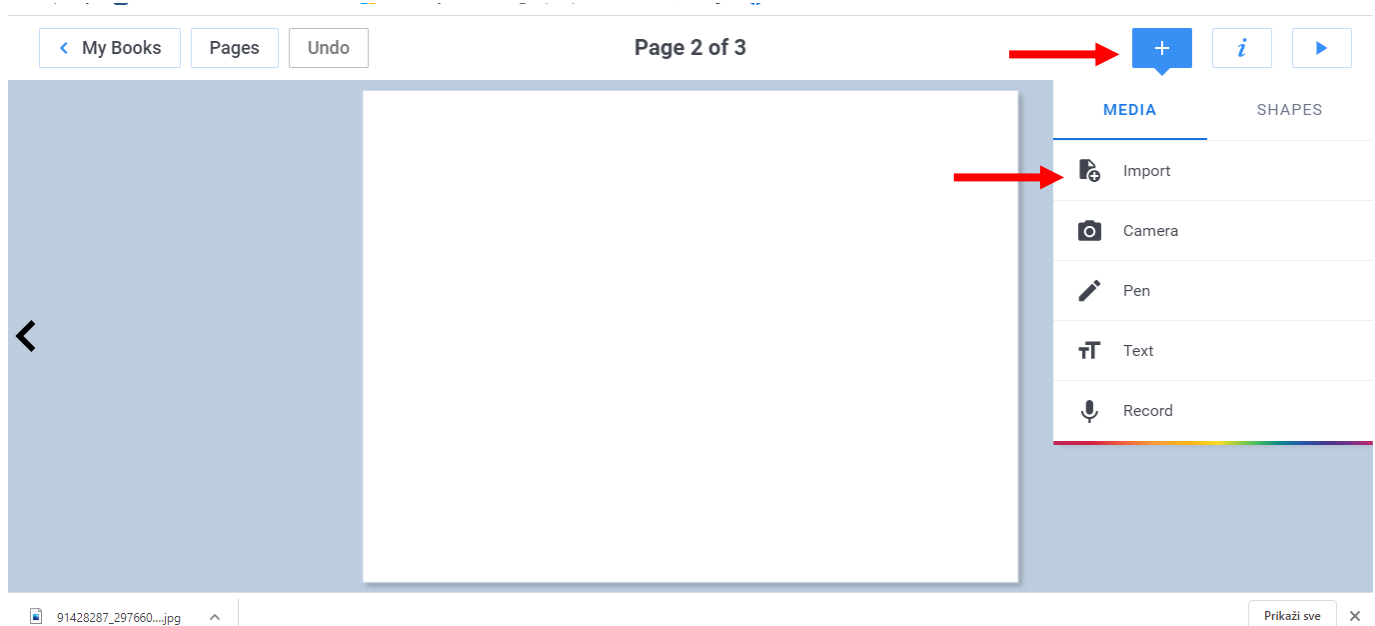 My Books Pages Undo Page 2 of 3 + i
MEDIA SHAPES
Import
Camera
Pen
Text
Record
91428287_297660....jpg Prikaži sve